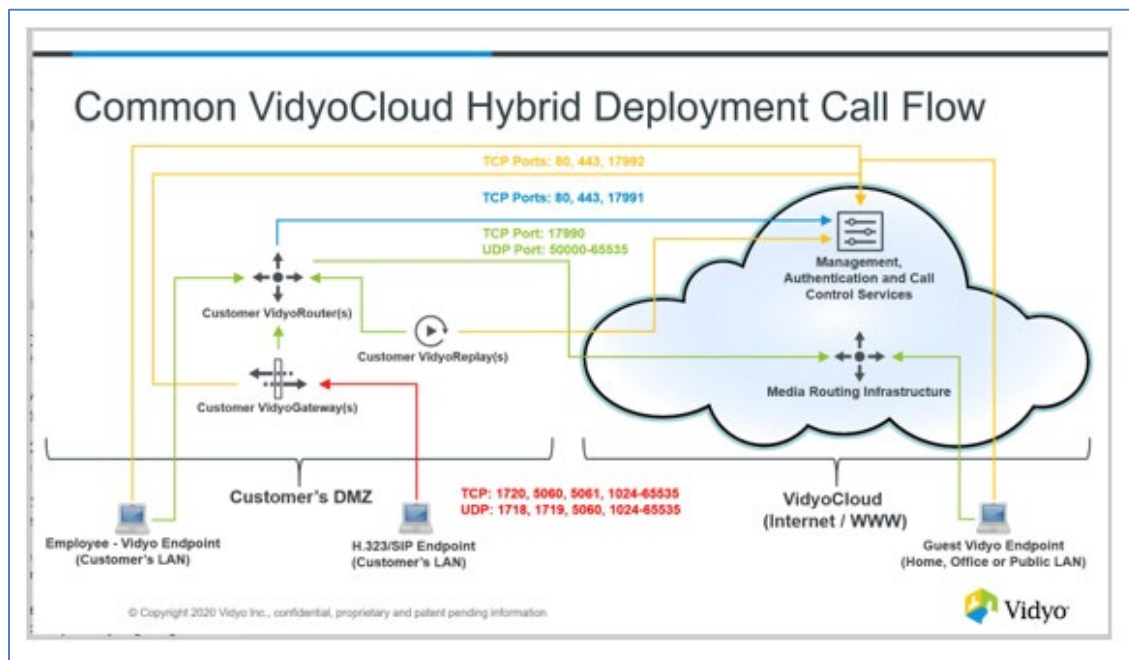 Common VidyoCloud Hybrid Deployment Call Flow
TCP Ports: 80, 443, 17992
TCP Ports: 80, 443, 17991
TCP Port: 17990
UDP Port: 50000-65535
Management,
Authentication and Call
Control Services
Customer VidyoRouter(s)
Customer VidyoReplay(s)
Media Routing Infrastructure
Customer VidyoGateway(s)
Customer's DMZ
TCP: 1720, 5060, 5061, 1024-65535
UDP: 1718, 1719, 5060, 1024-65535
VidyoCloud
(Internet / WWW)
Employee - Vidyo Endpoint
(Customer's LAN)
H.323/SIP Endpoint
(Customer's LAN)
Guest Vidyo Endpoint
(Home, Office or Public LAN)
© Copyright 2020 Vidyo Inc., confidential, proprietary and patent pending information
Vidyo